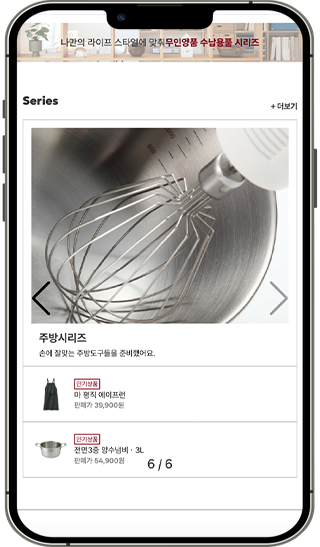 나만의 라이프 스타일에 맞춰무인양품 수납용품 시리즈
Series
+ 더보기
주방시리즈
손에 잘맞는 주방도구들을 준비했어요.
인기상품
마 평직 에이프런
판매가 39,900원
인기상품
전면3중 양수냄비 · 3L
판매가 54,900원
6 / 6